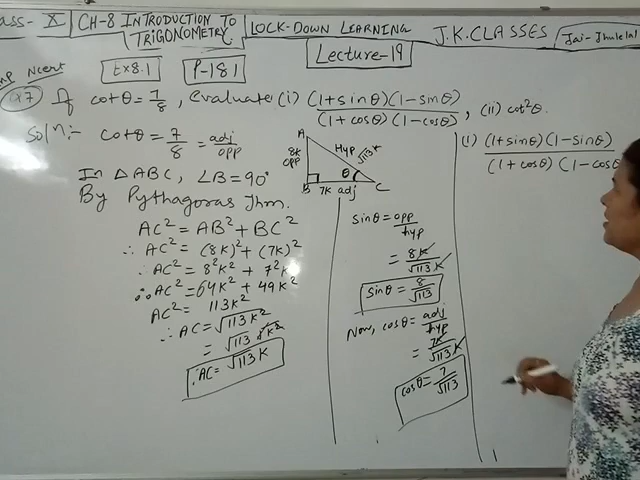 ass- X CH-8 INTRODUCTION TO TRIGONOMETRY LOCK-DOWN LEARNING J.K. CLASSES Jai-Jhulelal
Lecture-19
Imp Ncert Ex 8.1 P-181
Q7 If cotθ = 7/8, evaluate (i) (1+sinθ)(1-sinθ)/(1+cosθ)(1-cosθ), (ii) cot²θ.
Solⁿ:- cotθ = 7/8 = adj/opp
In △ABC, ∠B = 90°
By Pythagoras Thm.
AC² = AB² + BC²
∴ AC² = (8K)² + (7K)²
∴ AC² = 8²K² + 7²K²
∴ AC² = 64K² + 49K²
AC² = 113K²
∴ AC = √113K²
= √113 √K²
∴ AC = √113 K
A
8K opp
Hyp √113 K
θ
B 7K adj C
sinθ = opp/hyp
= 8K/√113 K
sinθ = 8/√113
Now, cosθ = adj/hyp
= 7K/√113 K
cosθ = 7/√113
(i) (1+sinθ)(1-sinθ)
(1+cosθ)(1-cosθ